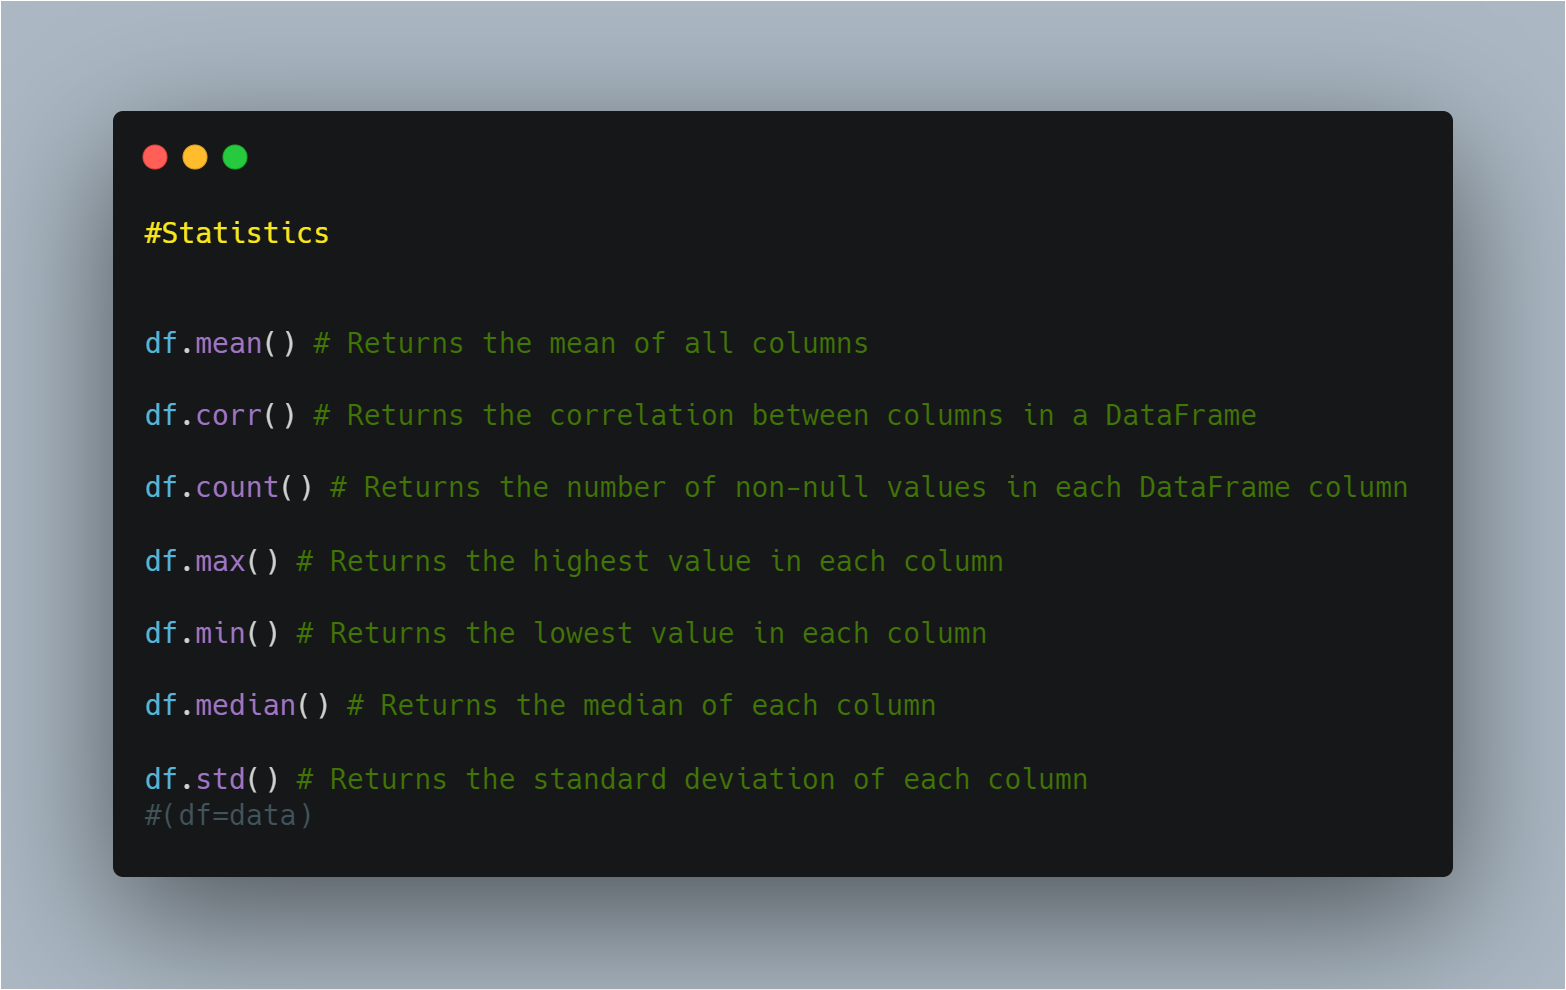 #Statistics
df.mean() # Returns the mean of all columns
df.corr() # Returns the correlation between columns in a DataFrame
df.count() # Returns the number of non-null values in each DataFrame column
df.max() # Returns the highest value in each column
df.min() # Returns the lowest value in each column
df.median() # Returns the median of each column
df.std() # Returns the standard deviation of each column
#(df=data)